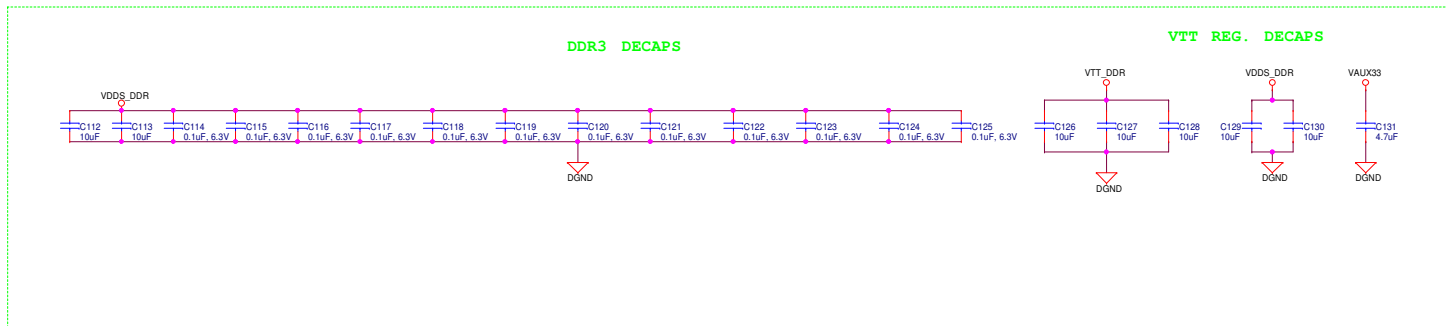 DDR3 DECAPS
VTT REG. DECAPS
VDDS_DDR
VTT_DDR
VDDS_DDR
VAUX33
C112
10uF
C113
10uF
C114
0.1uF, 6.3V
C115
0.1uF, 6.3V
C116
0.1uF, 6.3V
C117
0.1uF, 6.3V
C118
0.1uF, 6.3V
C119
0.1uF, 6.3V
C120
0.1uF, 6.3V
C121
0.1uF, 6.3V
C122
0.1uF, 6.3V
C123
0.1uF, 6.3V
C124
0.1uF, 6.3V
C125
0.1uF, 6.3V
C126
10uF
C127
10uF
C128
10uF
C129
10uF
C130
10uF
C131
4.7uF
DGND
DGND
DGND
DGND